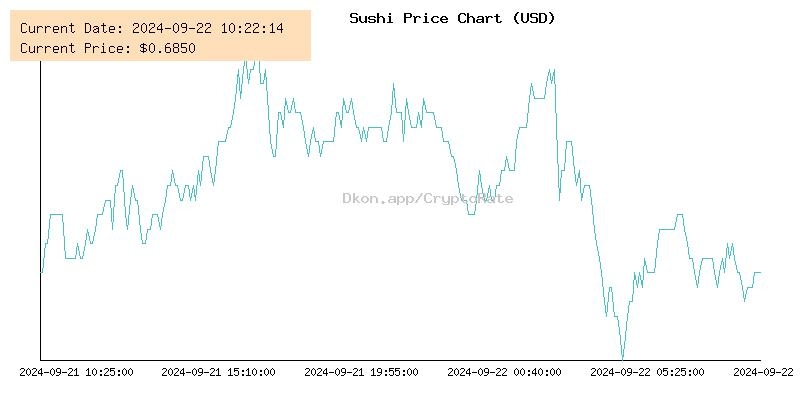 Sushi Price Chart (USD)
Current Date: 2024-09-22 10:22:14
Current Price: $0.6850
Dkon.app/CryptoRate
2024-09-21 10:25:00
2024-09-21 15:10:00
2024-09-21 19:55:00
2024-09-22 00:40:00
2024-09-22 05:25:00
2024-09-22